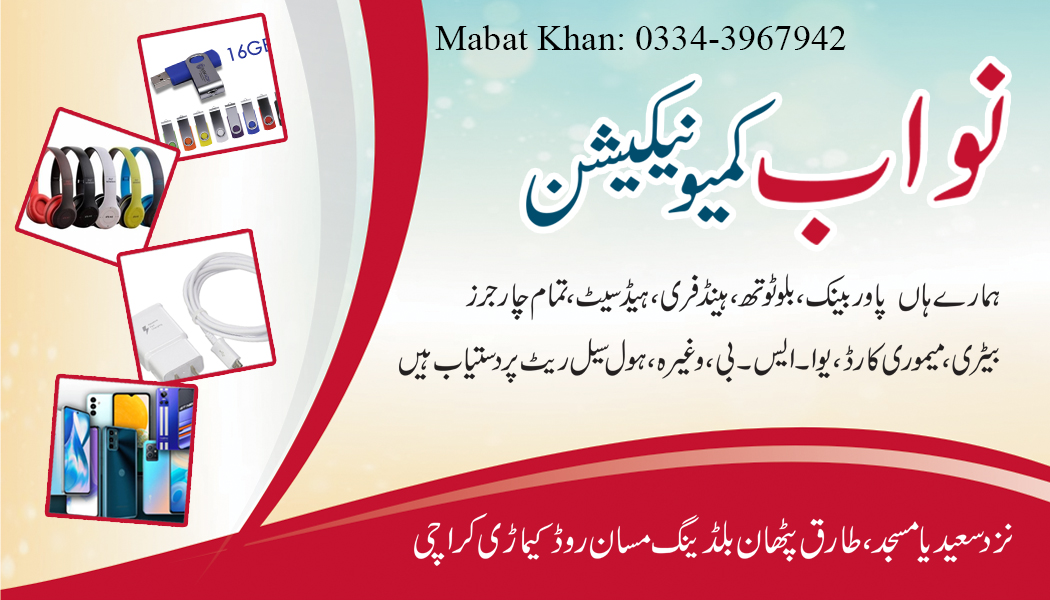 16GB
Mabat Khan: 0334-3967942
نواب کمیونیکیشن
ہمارے ہاں پاور بینک، بلوٹوتھ، ہینڈفری، ہیڈسیٹ، تمام چارجرز
بیٹری، میموری کارڈ، یو۔ایس۔بی، وغیرہ، ہول سیل ریٹ پر دستیاب ہیں
نزد سعیدیا مسجد، طارق پٹھان بلڈینگ مسان روڈ کیماڑی کراچی